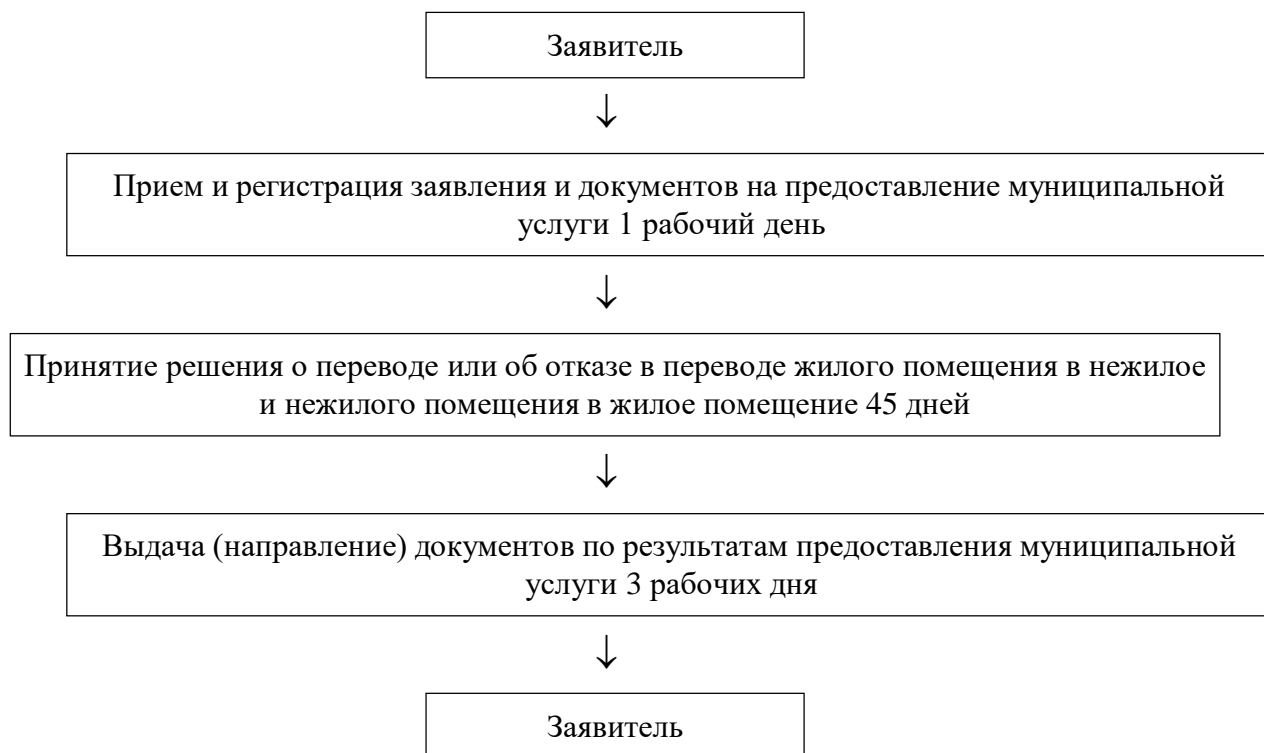 Заявитель
↓
Прием и регистрация заявления и документов на предоставление муниципальной
услуги 1 рабочий день
↓
Принятие решения о переводе или об отказе в переводе жилого помещения в нежилое
и нежилого помещения в жилое помещение 45 дней
↓
Выдача (направление) документов по результатам предоставления муниципальной
услуги 3 рабочих дня
↓
Заявитель